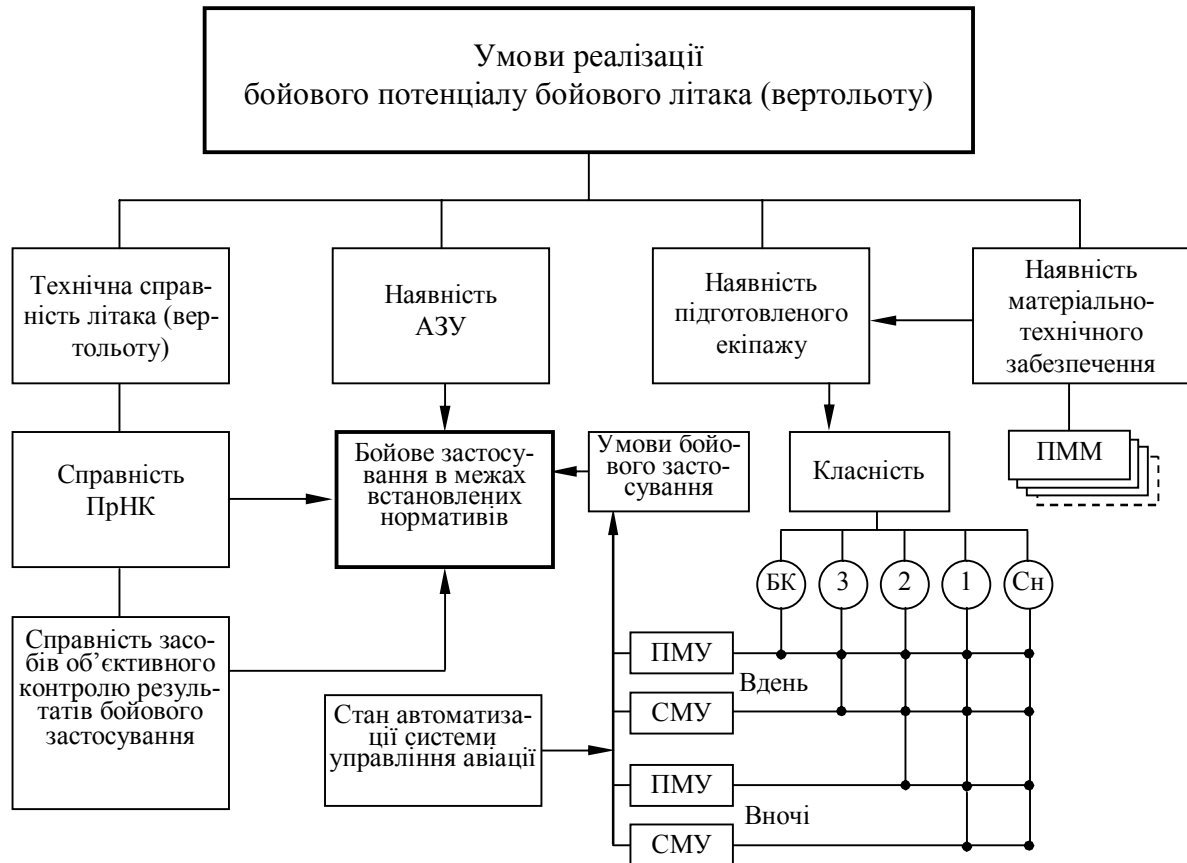 Умови реалізації
бойового потенціалу бойового літака (вертольоту)
Технічна справ-
ність літака (вер-
тольоту)
Наявність
АЗУ
Наявність
підготовленого
екіпажу
Наявність
матеріально-
технічного
забезпечення
Справність
ПрНК
Бойове застосу-
вання в межах
встановлених
нормативів
Умови бойо-
вого засто-
сування
Класність
ПММ
БК
3
2
1
Сн
Справність засо-
бів об’єктивного
контролю резуль-
татів бойового
застосування
Стан автоматиза-
ції системи
управління авіації
ПМУ
Вдень
СМУ
ПМУ
Вночі
СМУ